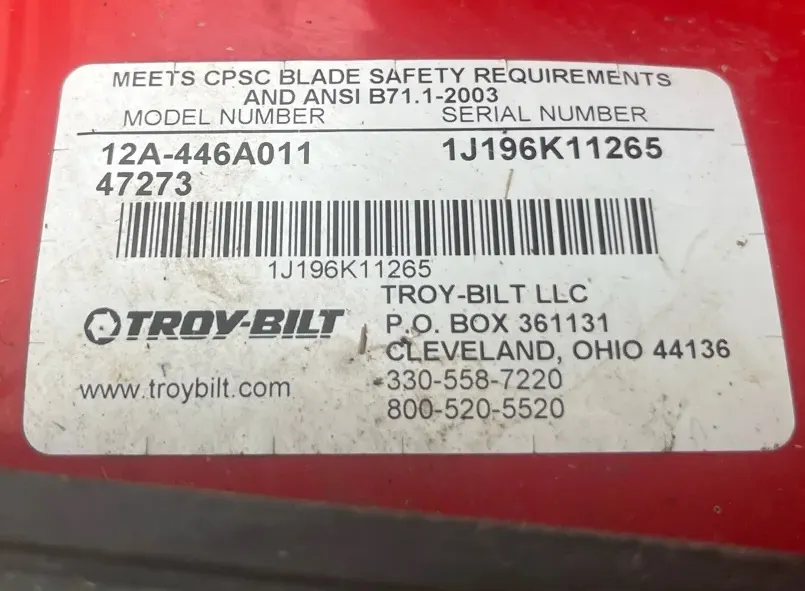 MEETS CPSC BLADE SAFETY REQUIREMENTS
AND ANSI B71.1-2003
MODEL NUMBER SERIAL NUMBER
12A-446A011 1J196K11265
47273
1J196K11265
TROY-BILT LLC
TROY-BILT P.O. BOX 361131
CLEVELAND, OHIO 44136
www.troybilt.com 330-558-7220
800-520-5520